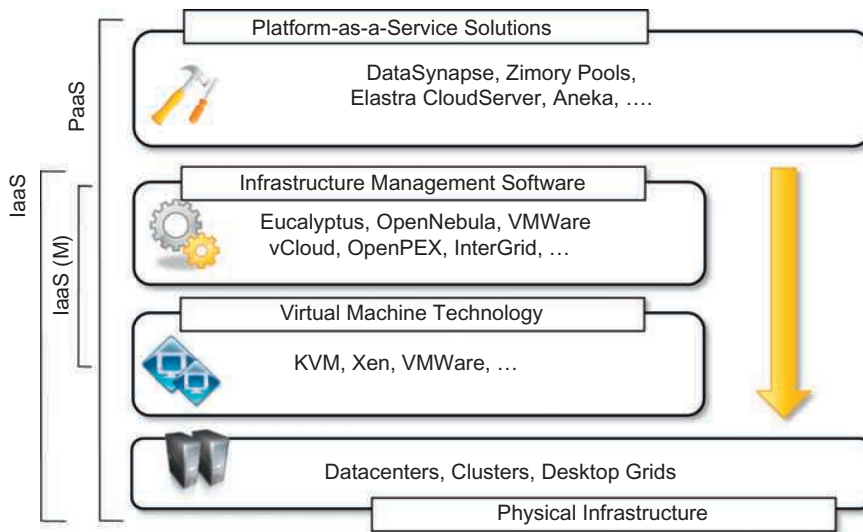 Platform-as-a-Service Solutions
DataSynapse, Zimory Pools,
Elastra CloudServer, Aneka, ....
PaaS
IaaS
IaaS (M)
Infrastructure Management Software
Eucalyptus, OpenNebula, VMWare
vCloud, OpenPEX, InterGrid, ...
Virtual Machine Technology
KVM, Xen, VMWare, ...
Datacenters, Clusters, Desktop Grids
Physical Infrastructure